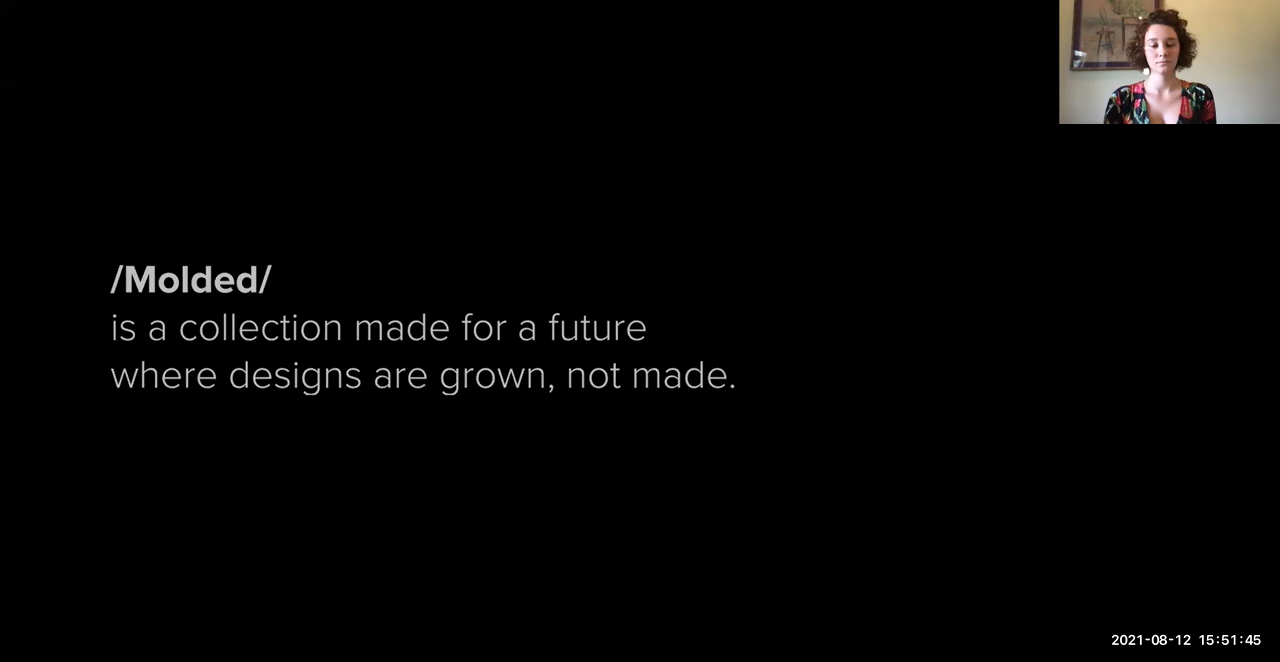 /Molded/
is a collection made for a future
where designs are grown, not made.
2021-08-12 15:51:45